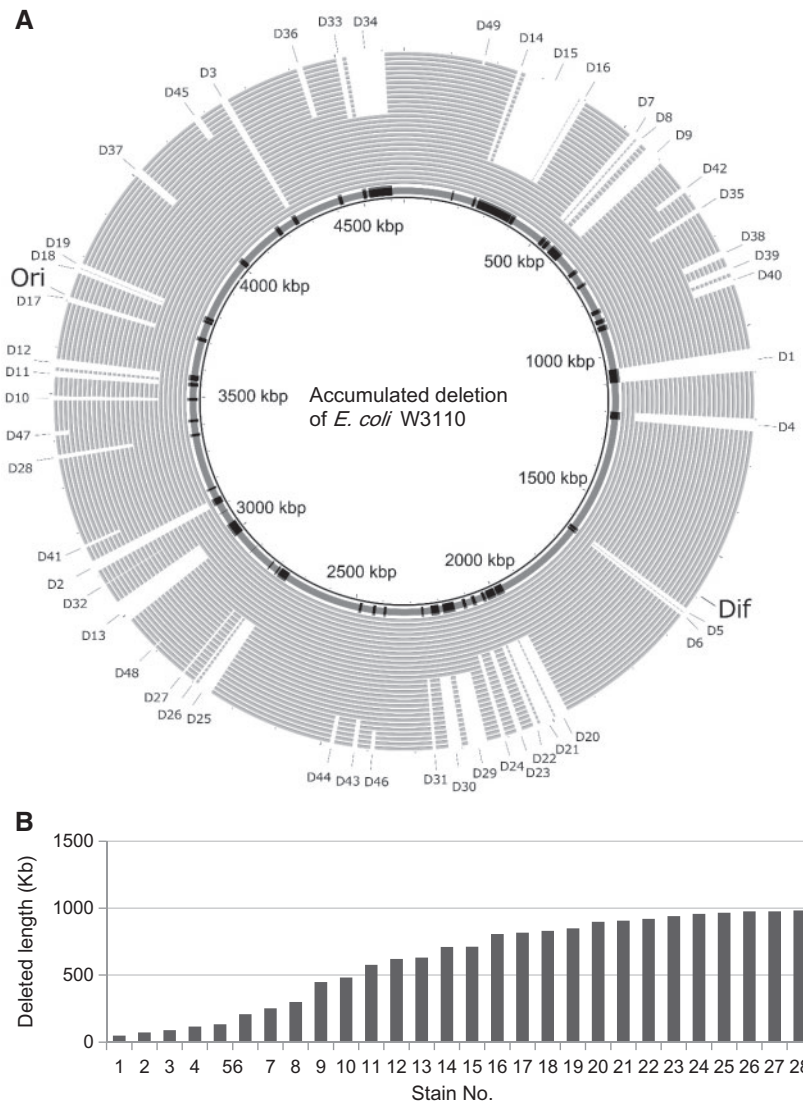 A
D33
D34
D36
D49
D14
D15
D16
D3
D45
D7
D8
D9
D37
D42
D35
D38
D39
D40
D19
D18
Ori
D17
4500 kbp
500 kbp
4000 kbp
D12
D11
D10
D1
1000 kbp
3500 kbp
Accumulated deletion
of E. coli W3110
D4
D47
D28
1500 kbp
3000 kbp
2000 kbp
2500 kbp
D41
D2
D32
D13
Dif
D5
D6
D48
D27
D26
D25
D20
D21
D22
D23
D24
D29
D30
D31
D46
D43
D44
B
Deleted length (Kb)
1500
1000
500
0
1 2 3 4 56 7 8 9 10 11 12 13 14 15 16 17 18 19 20 21 22 23 24 25 26 27 28
Stain No.